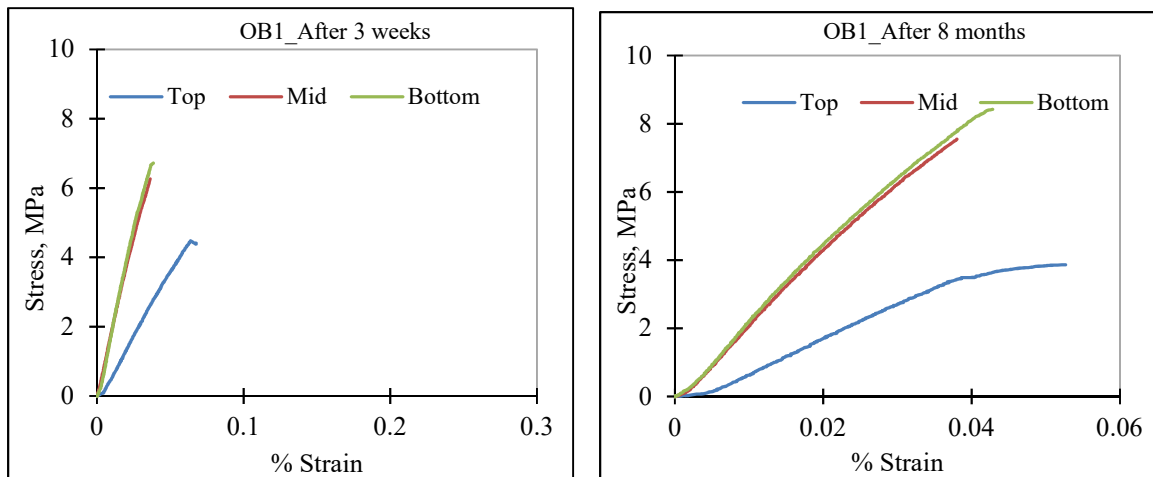 OB1_After 3 weeks
10
8
6
4
2
0
Stress, MPa
Top Mid Bottom
0 0.1 0.2 0.3
% Strain
OB1_After 8 months
10
8
6
4
2
0
Stress, MPa
Top Mid Bottom
0 0.02 0.04 0.06
% Strain